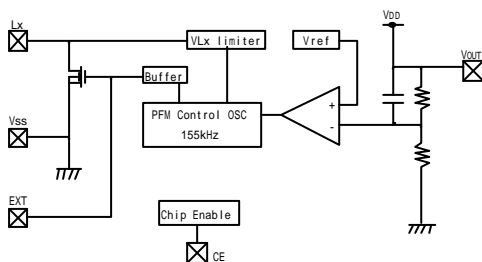 Lx
VDD
VLx limiter
Vref
VOUT
Buffer
PFM Control OSC
155kHz
+
-
Vss
EXT
Chip Enable
CE